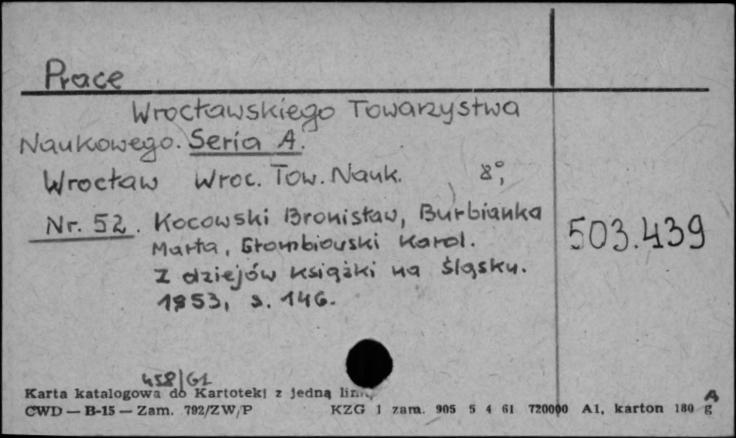 Prace
Wrocławskiego Towarzystwa
Naukowego. Seria A.
Wrocław Wroc. Tow. Nauk. 8°,
Nr. 52. Kocowski Bronisław, Burbianka
Marta, Głombiowski Karol.
Z dziejów książki na Śląsku.
1953, s. 146.
503.439
458/61
Karta katalogowa do Kartoteki z jedną
CWD — B-15 — Zam. 792/ZW/P KZG 1 zam. 905 5 4 61 720000 A1, karton 180 g
A